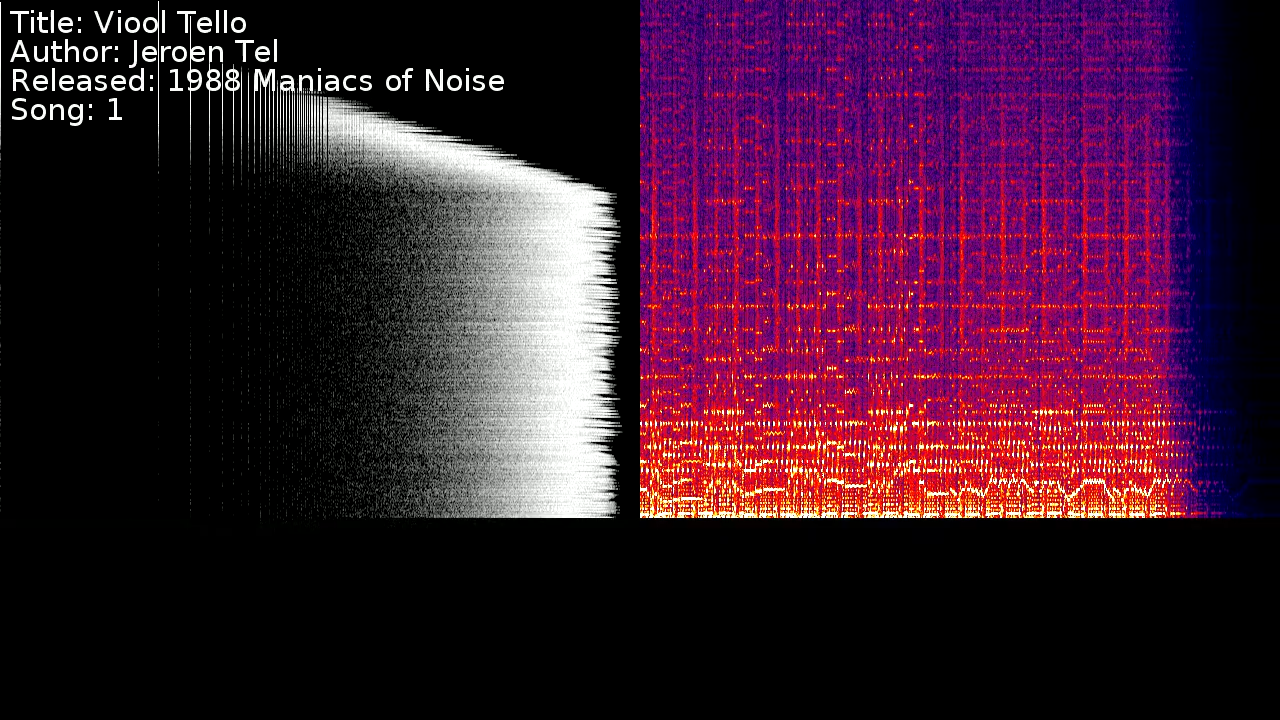 Title: Viool Tello
Author: Jeroen Tel
Released: 1988 Maniacs of Noise
Song: 1